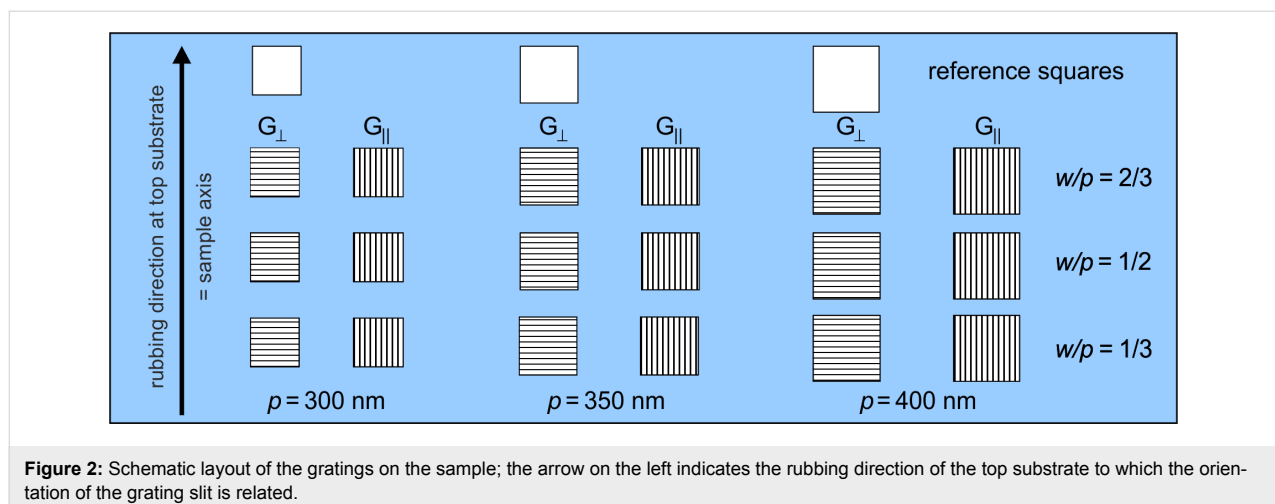 rubbing direction at top substrate
= sample axis
reference squares
G⊥ G|| G⊥ G|| G⊥ G||
w/p = 2/3
w/p = 1/2
w/p = 1/3
p = 300 nm p = 350 nm p = 400 nm
Figure 2: Schematic layout of the gratings on the sample; the arrow on the left indicates the rubbing direction of the top substrate to which the orien-
tation of the grating slit is related.